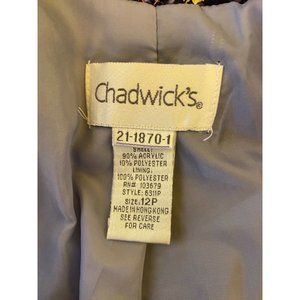 Chadwick's®
21-1870-1
SHELL:
90% ACRYLIC
10% POLYESTER
LINING:
100% POLYESTER
RN# 103679
STYLE: 6311P
SIZE: 12P
MADE IN HONG KONG
SEE REVERSE
FOR CARE